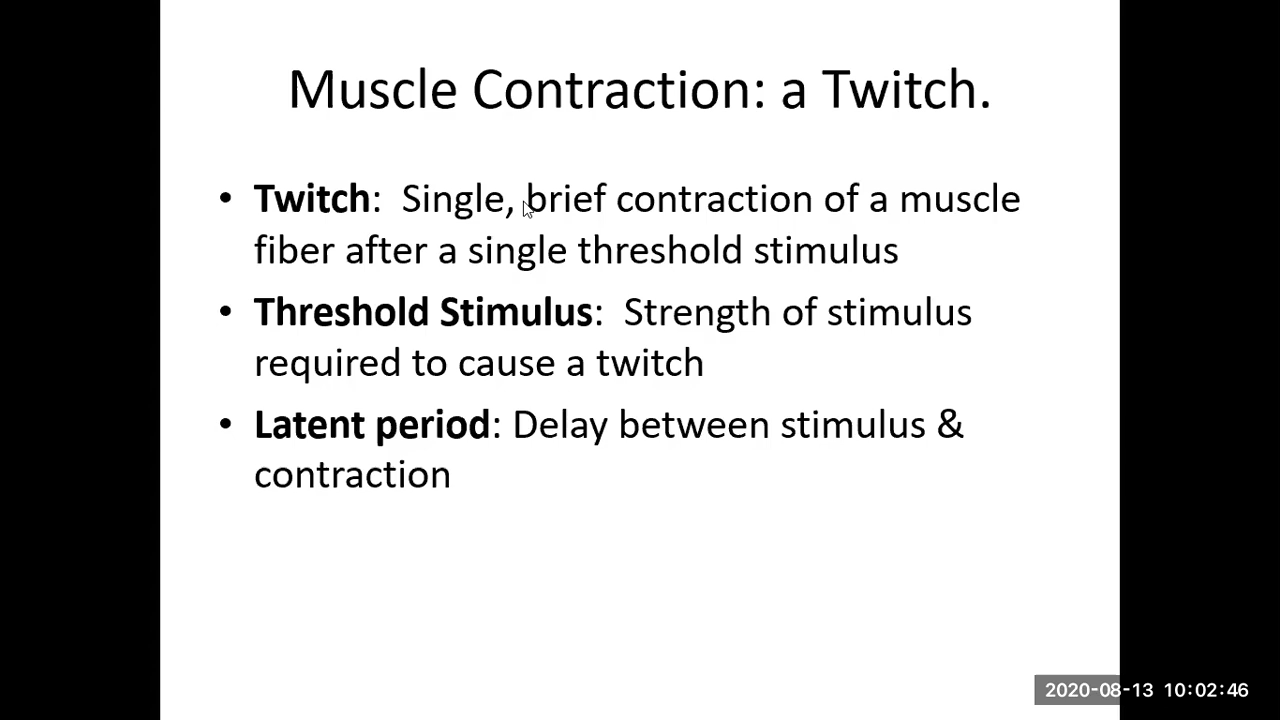 Muscle Contraction: a Twitch.
• Twitch:  Single, brief contraction of a muscle
fiber after a single threshold stimulus
• Threshold Stimulus:  Strength of stimulus
required to cause a twitch
• Latent period: Delay between stimulus &
contraction
2020-08-13 10:02:46